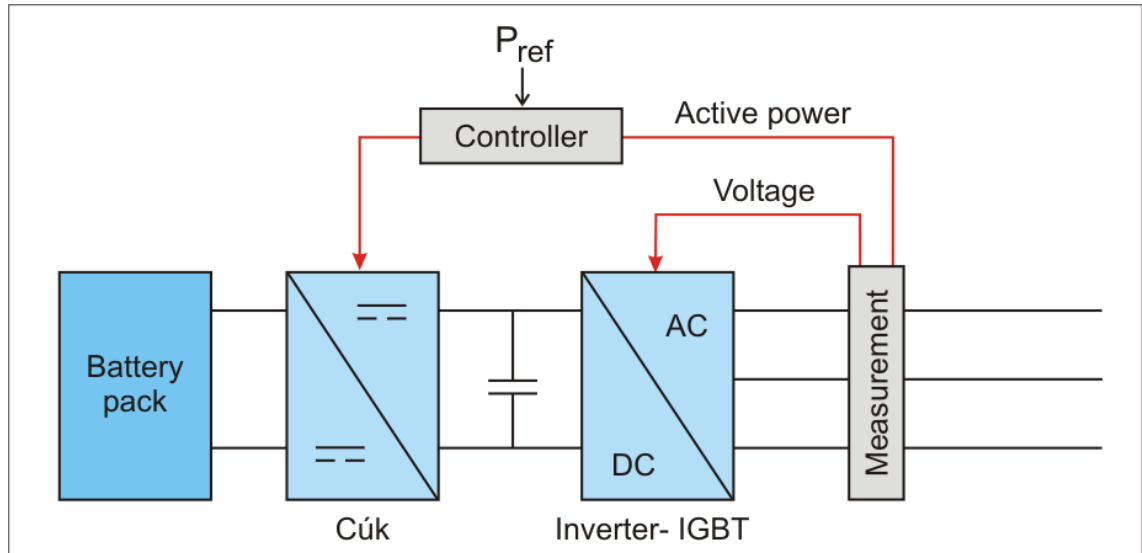 Pref
Controller
Active power
Voltage
Battery
pack
AC
DC
Measurement
Cúk
Inverter- IGBT